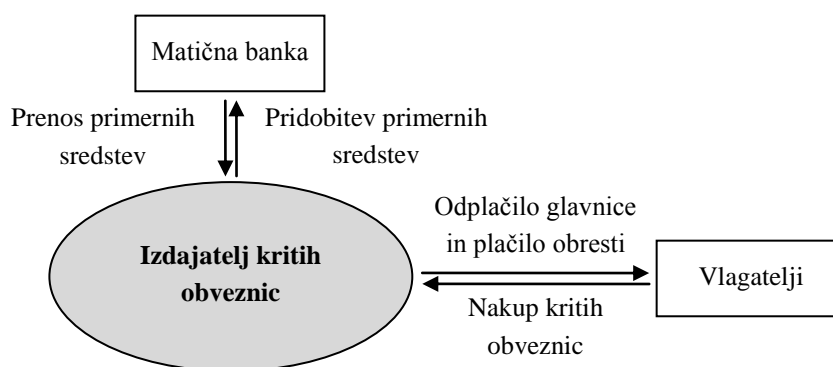 Matična banka
Prenos primernih
sredstev
Pridobitev primernih
sredstev
Izdajatelj kritih
obveznic
Odplačilo glavnice
in plačilo obresti
Nakup kritih
obveznic
Vlagatelji